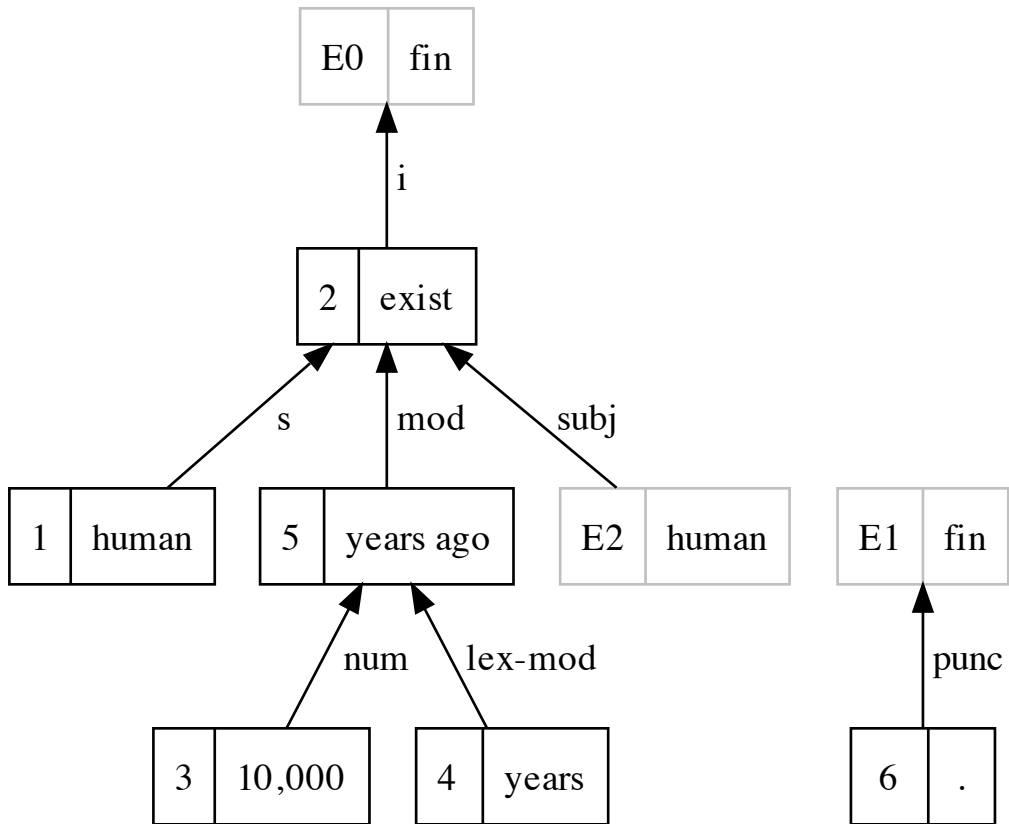 E0 fin
i
2 exist
s mod subj
1 human 5 years ago E2 human E1 fin
num lex-mod punc
3 10,000 4 years 6 .